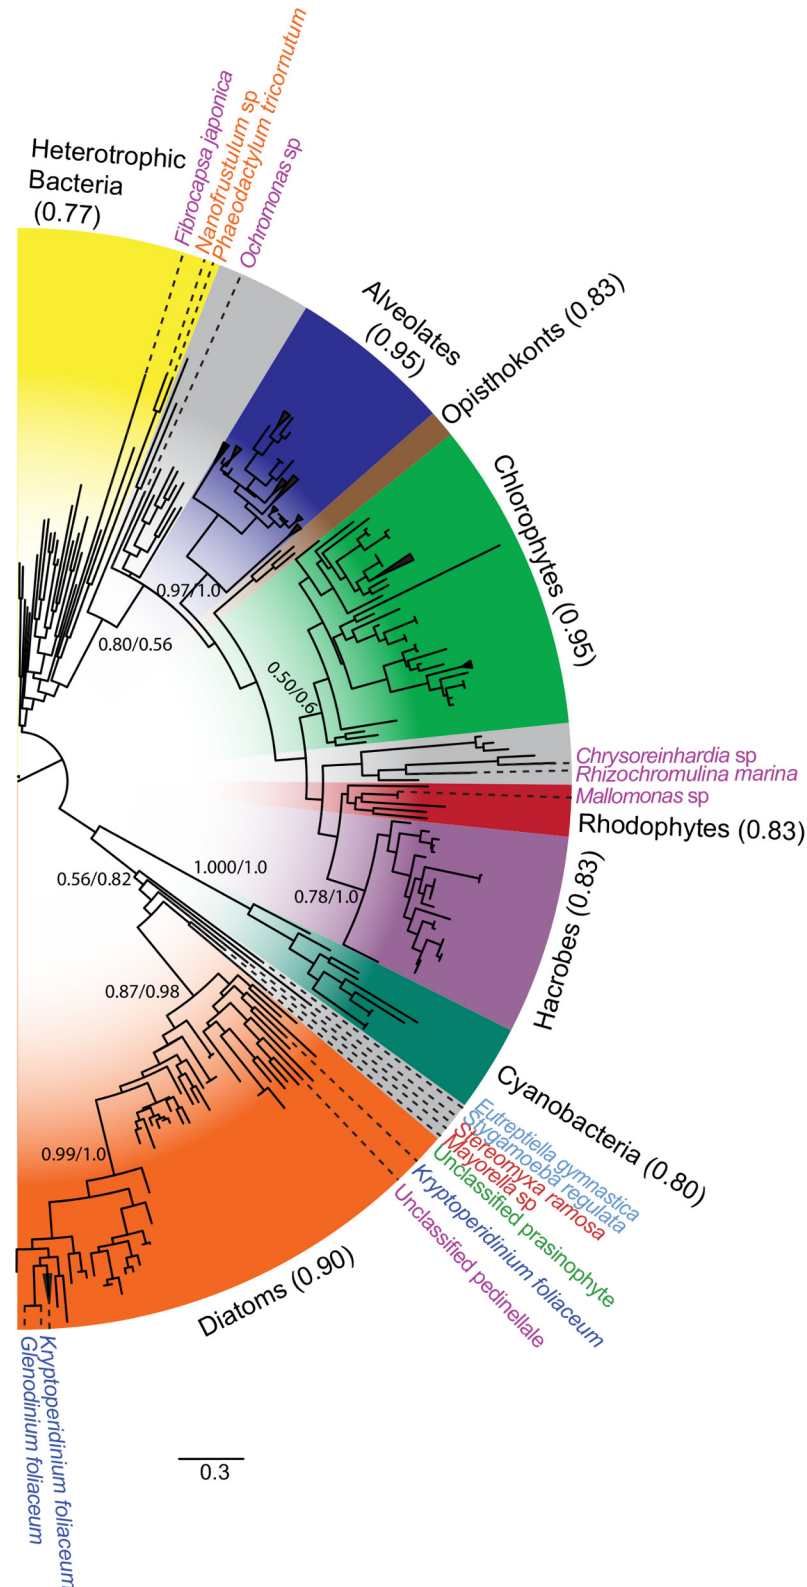 Heterotrophic
Bacteria
(0.77)
Fibrocapsa japonica
Nanofrustulum sp
Phaeodactylum tricornutum
Ochromonas sp
Alveolates
(0.95)
Opisthokonts (0.83)
Chlorophytes (0.95)
0.97/1.0
0.80/0.56
0.50/0.6
Chrysoreinhardia sp
Rhizochromulina marina
Mallomonas sp
Rhodophytes (0.83)
Hacrobes (0.83)
1.000/1.0
0.56/0.82
0.78/1.0
0.87/0.98
0.99/1.0
Cyanobacteria (0.80)
Eutreptiella gymnastica
Stygamoeba regulata
Stereomyxa ramosa
Mayorella sp
Unclassified prasinophyte
Kryptoperidinium foliaceum
Unclassified pedinellale
Diatoms (0.90)
Kryptoperidinium foliaceum
Glenodinium foliaceum
0.3